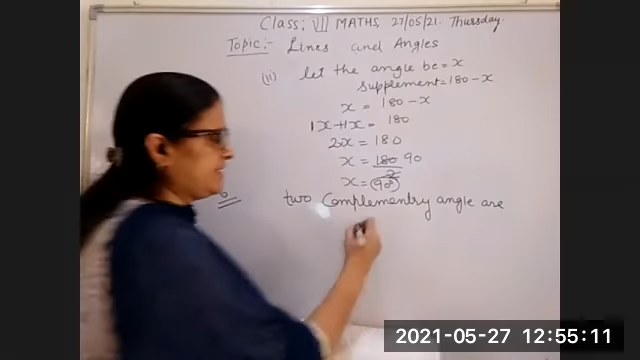 Class: VII MATHS, 27/05/21. Thursday.
Topic:- Lines and Angles
(ii) let the angle be = x
supplement = 180 - x
x = 180 - x
1x + 1x = 180
2x = 180
x = 180 90
2
x = 90°
two Complementry angle are
2021-05-27 12:55:11